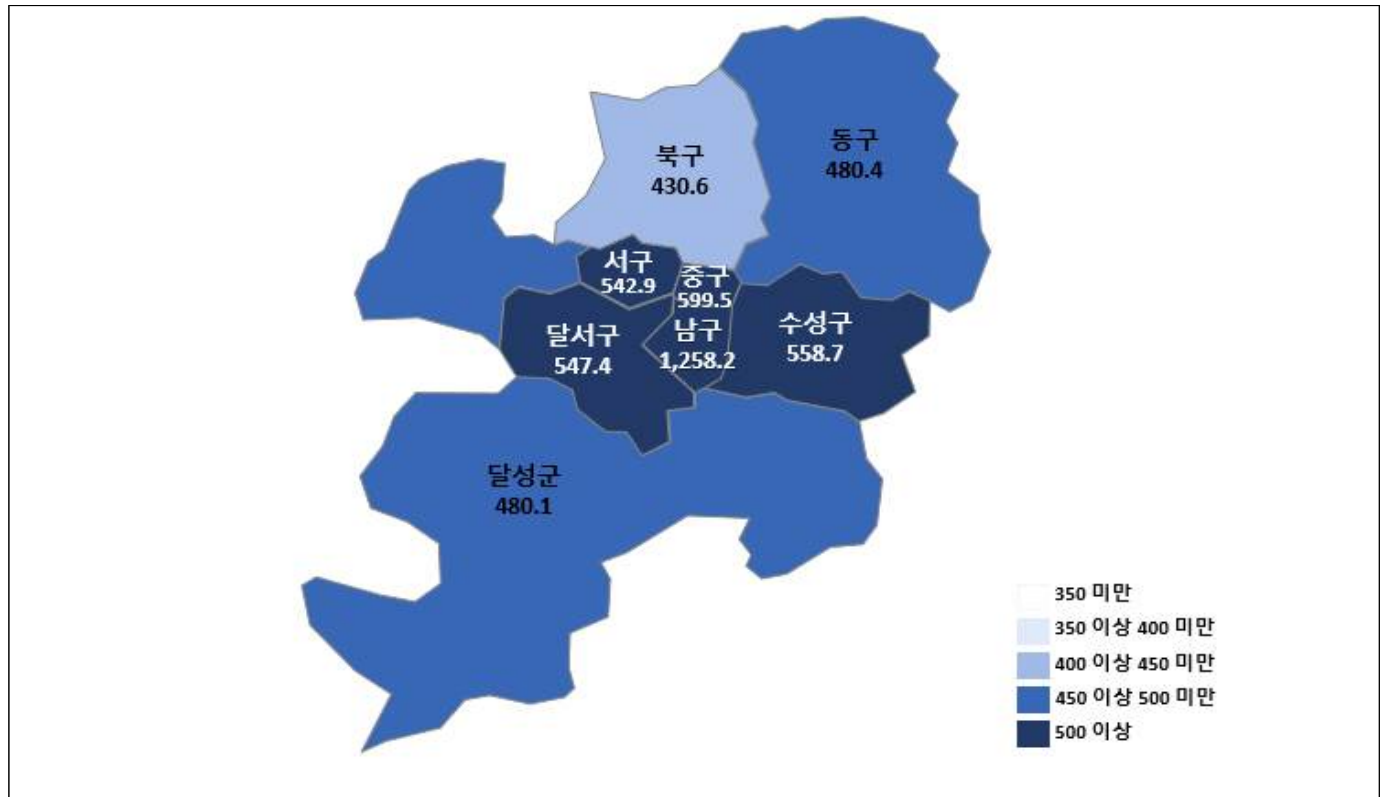 동구
480.4
북구
430.6
서구
542.9
중구
599.5
달서구
547.4
남구
1,258.2
수성구
558.7
달성군
480.1
350 미만
350 이상 400 미만
400 이상 450 미만
450 이상 500 미만
500 이상